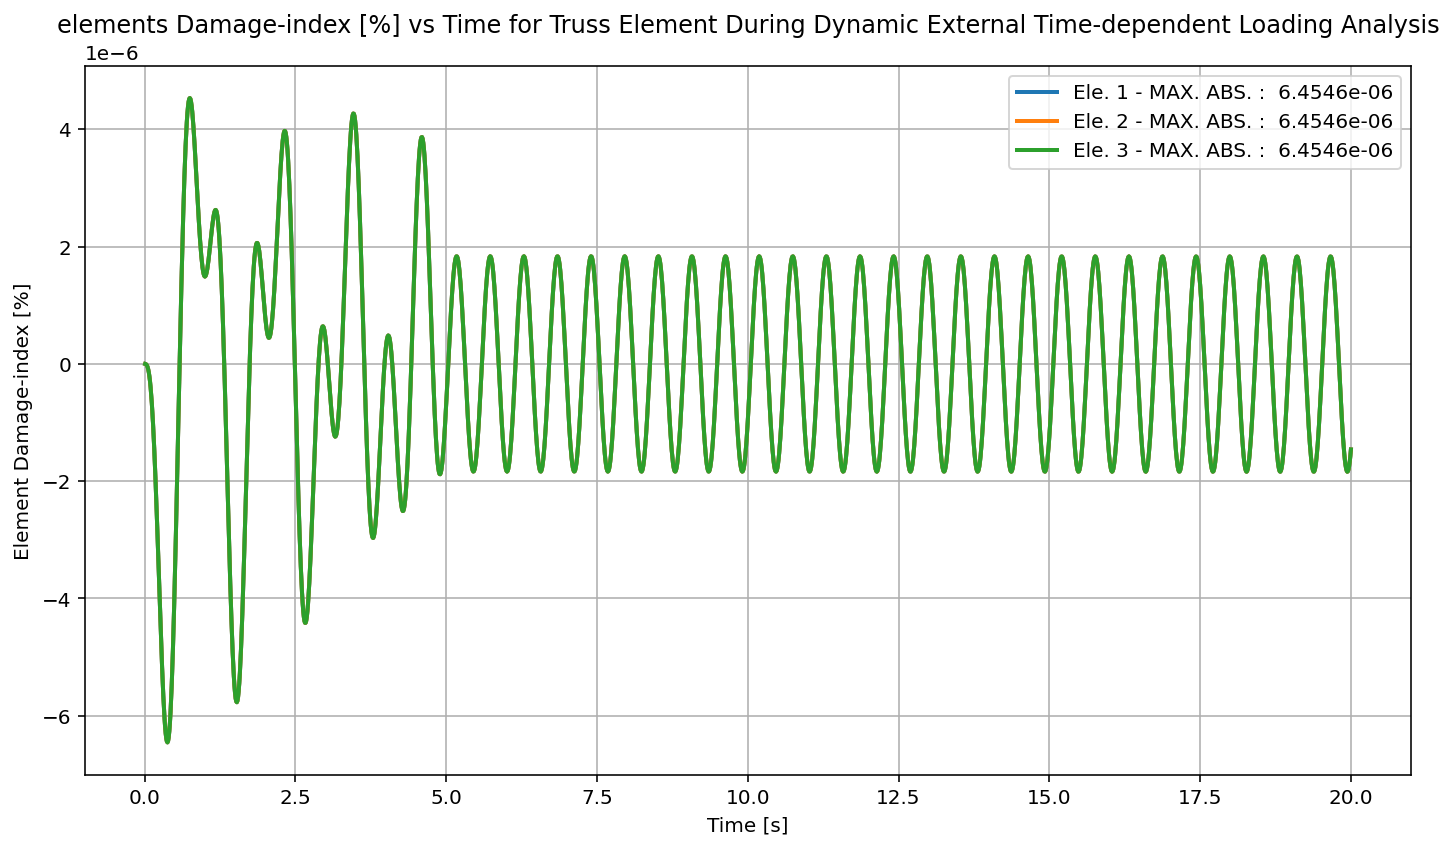 elements Damage-index [%] vs Time for Truss Element During Dynamic External Time-dependent Loading Analysis
1e−6
Ele. 1 - MAX. ABS. :  6.4546e-06
Ele. 2 - MAX. ABS. :  6.4546e-06
Ele. 3 - MAX. ABS. :  6.4546e-06
4
2
0
−2
−4
−6
Element Damage-index [%]
0.0 2.5 5.0 7.5 10.0 12.5 15.0 17.5 20.0
Time [s]